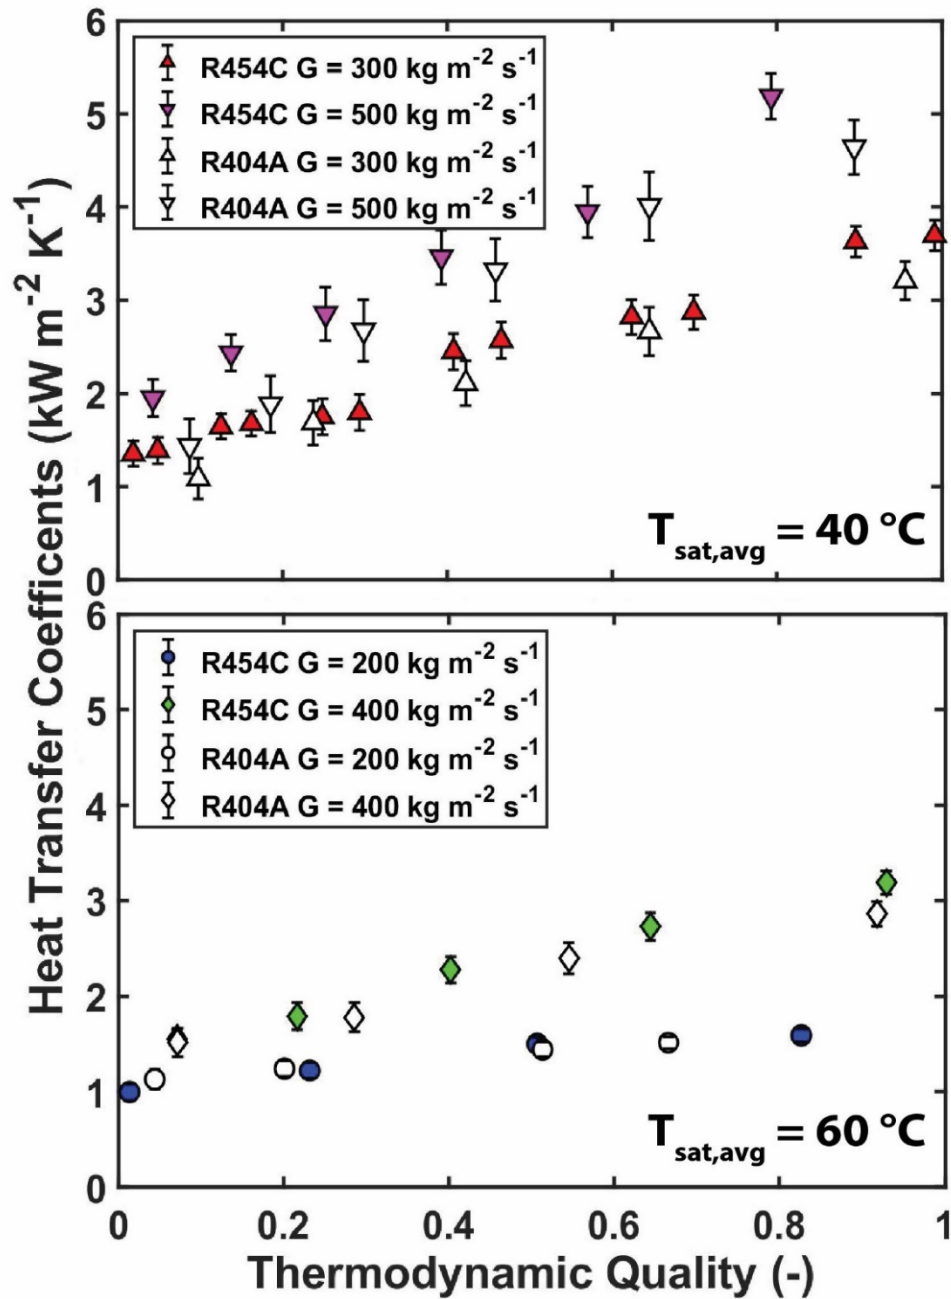 Heat Transfer Coefficents (kW m⁻² K⁻¹)
6
5
4
3
2
1
0
R454C G = 300 kg m⁻² s⁻¹
R454C G = 500 kg m⁻² s⁻¹
R404A G = 300 kg m⁻² s⁻¹
R404A G = 500 kg m⁻² s⁻¹
T_sat,avg = 40 °C
6
5
4
3
2
1
0
R454C G = 200 kg m⁻² s⁻¹
R454C G = 400 kg m⁻² s⁻¹
R404A G = 200 kg m⁻² s⁻¹
R404A G = 400 kg m⁻² s⁻¹
T_sat,avg = 60 °C
0 0.2 0.4 0.6 0.8 1
Thermodynamic Quality (-)